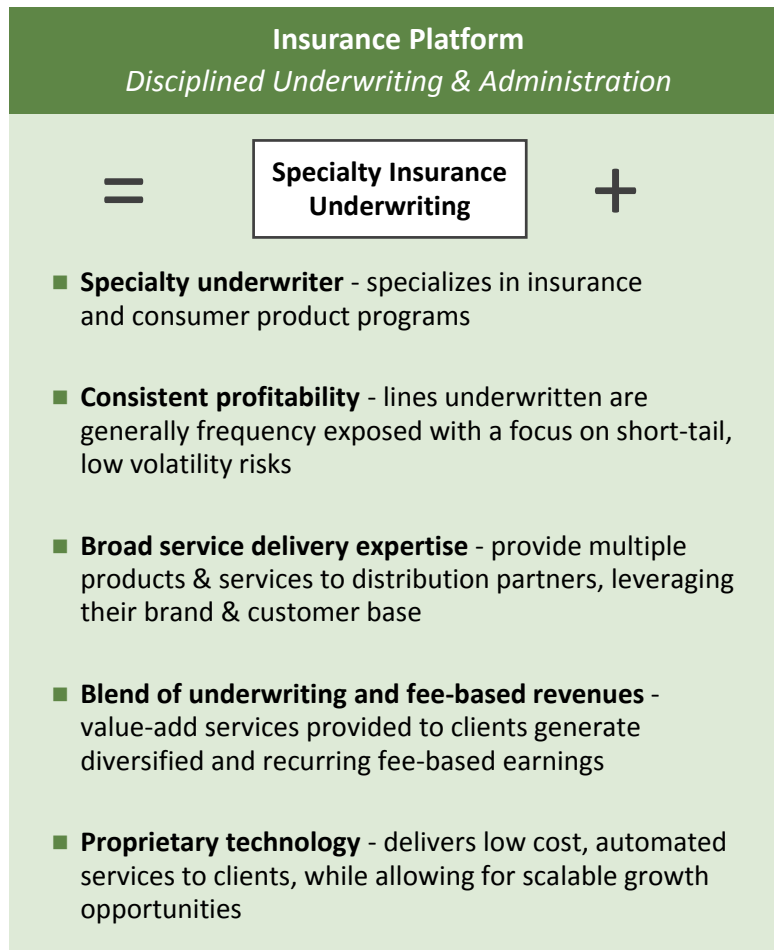 Insurance Platform
Disciplined Underwriting & Administration
= Specialty Insurance +
Underwriting
■ Specialty underwriter - specializes in insurance
and consumer product programs
■ Consistent profitability - lines underwritten are
generally frequency exposed with a focus on short-tail,
low volatility risks
■ Broad service delivery expertise - provide multiple
products & services to distribution partners, leveraging
their brand & customer base
■ Blend of underwriting and fee-based revenues -
value-add services provided to clients generate
diversified and recurring fee-based earnings
■ Proprietary technology - delivers low cost, automated
services to clients, while allowing for scalable growth
opportunities